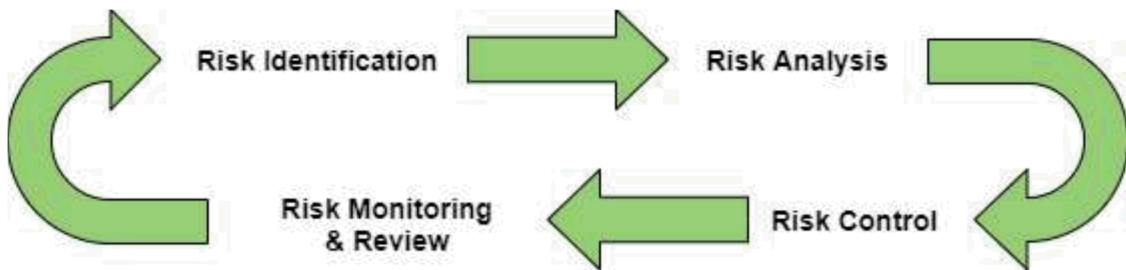 Risk Identification
Risk Analysis
Risk Control
Risk Monitoring
& Review